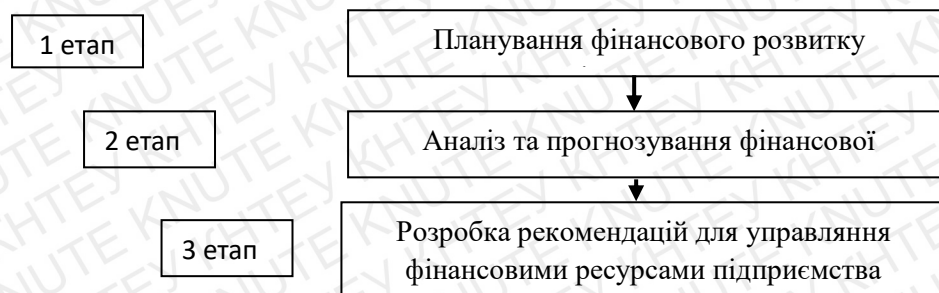 1 етап
Планування фінансового розвитку
2 етап
Аналіз та прогнозування фінансової
3 етап
Розробка рекомендацій для управляння
фінансовими ресурсами підприємства